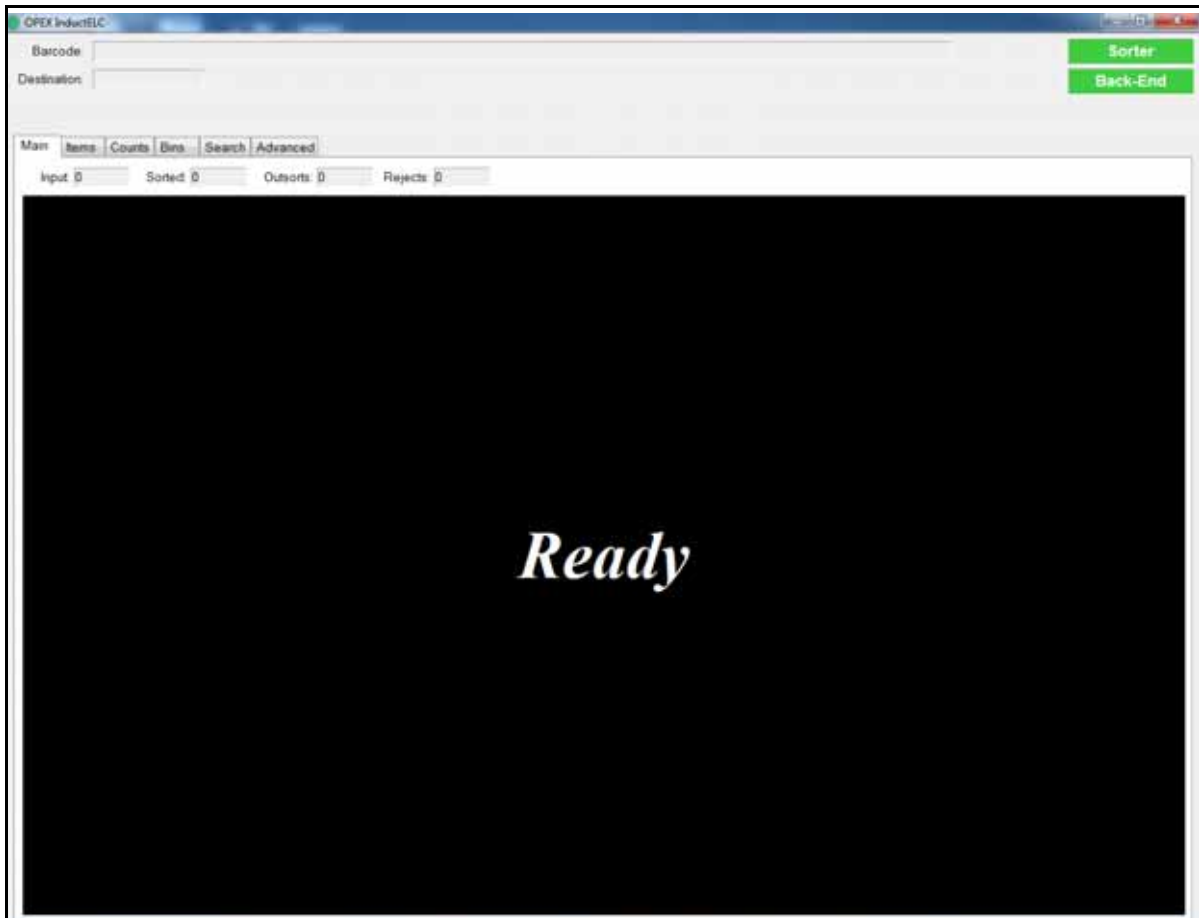 OPEX InductELC
Barcode
Sorter
Destination
Back-End
Main Items Counts Bins Search Advanced
Input: 0 Sorted: 0 Outsorts: 0 Rejects: 0
Ready